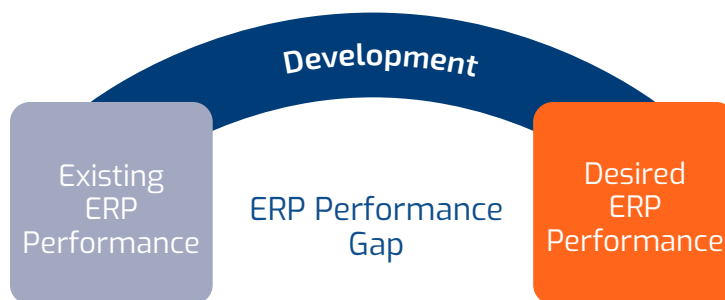 Development
Existing
ERP
Performance
ERP Performance
Gap
Desired
ERP
Performance